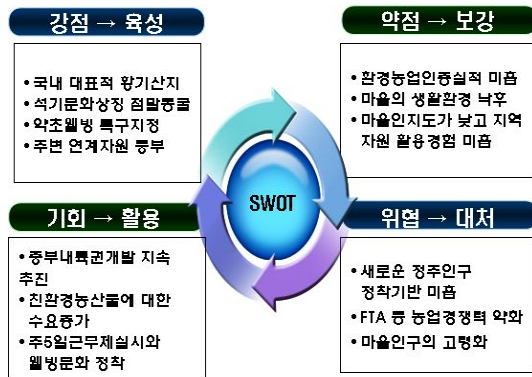 강점 → 육성
• 국내 대표적 황기산지
• 석기문화상징 점말동굴
• 약초웰빙 특구지정
• 주변 연계자원 풍부
약점 → 보강
• 환경농업인증실적 미흡
• 마을의 생활환경 낙후
• 마을인지도가 낮고 지역
자원 활용경험 미흡
SWOT
기회 → 활용
• 중부내륙권개발 지속
추진
• 친환경농산물에 대한
수요증가
• 주5일근무제실시와
웰빙문화 정착
위협 → 대처
• 새로운 정주인구
정착기반 미흡
• FTA 등 농업경쟁력 약화
• 마을인구의 고령화